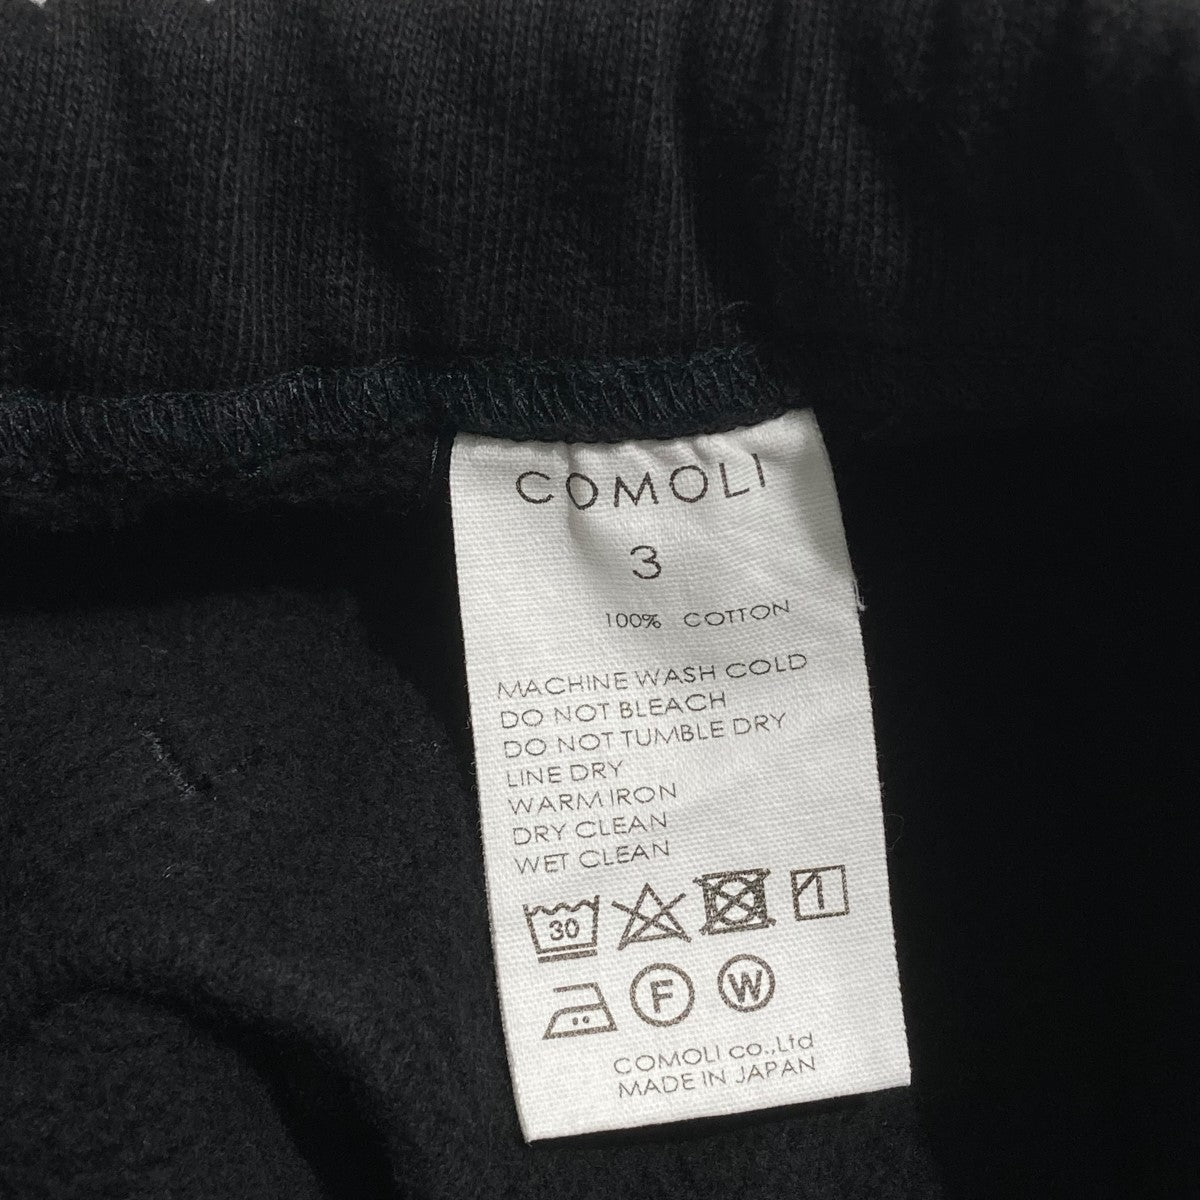 COMOLI
3
100% COTTON
MACHINE WASH COLD
DO NOT BLEACH
DO NOT TUMBLE DRY
LINE DRY
WARM IRON
DRY CLEAN
WET CLEAN
30
F W
COMOLI co.,Ltd
MADE IN JAPAN